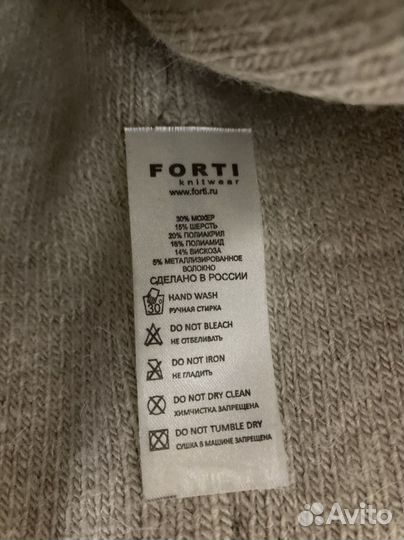 FORTI
knitwear
www.forti.ru
30% МОХЕР
15% ШЕРСТЬ
20% ПОЛИАКРИЛ
16% ПОЛИАМИД
14% ВИСКОЗА
5% МЕТАЛЛИЗИРОВАННОЕ
ВОЛОКНО
СДЕЛАНО В РОССИИ
30° HAND WASH
РУЧНАЯ СТИРКА
DO NOT BLEACH
НЕ ОТБЕЛИВАТЬ
DO NOT IRON
НЕ ГЛАДИТЬ
DO NOT DRY CLEAN
ХИМЧИСТКА ЗАПРЕЩЕНА
DO NOT TUMBLE DRY
СУШКА В МАШИНЕ ЗАПРЕЩЕНА
Avito